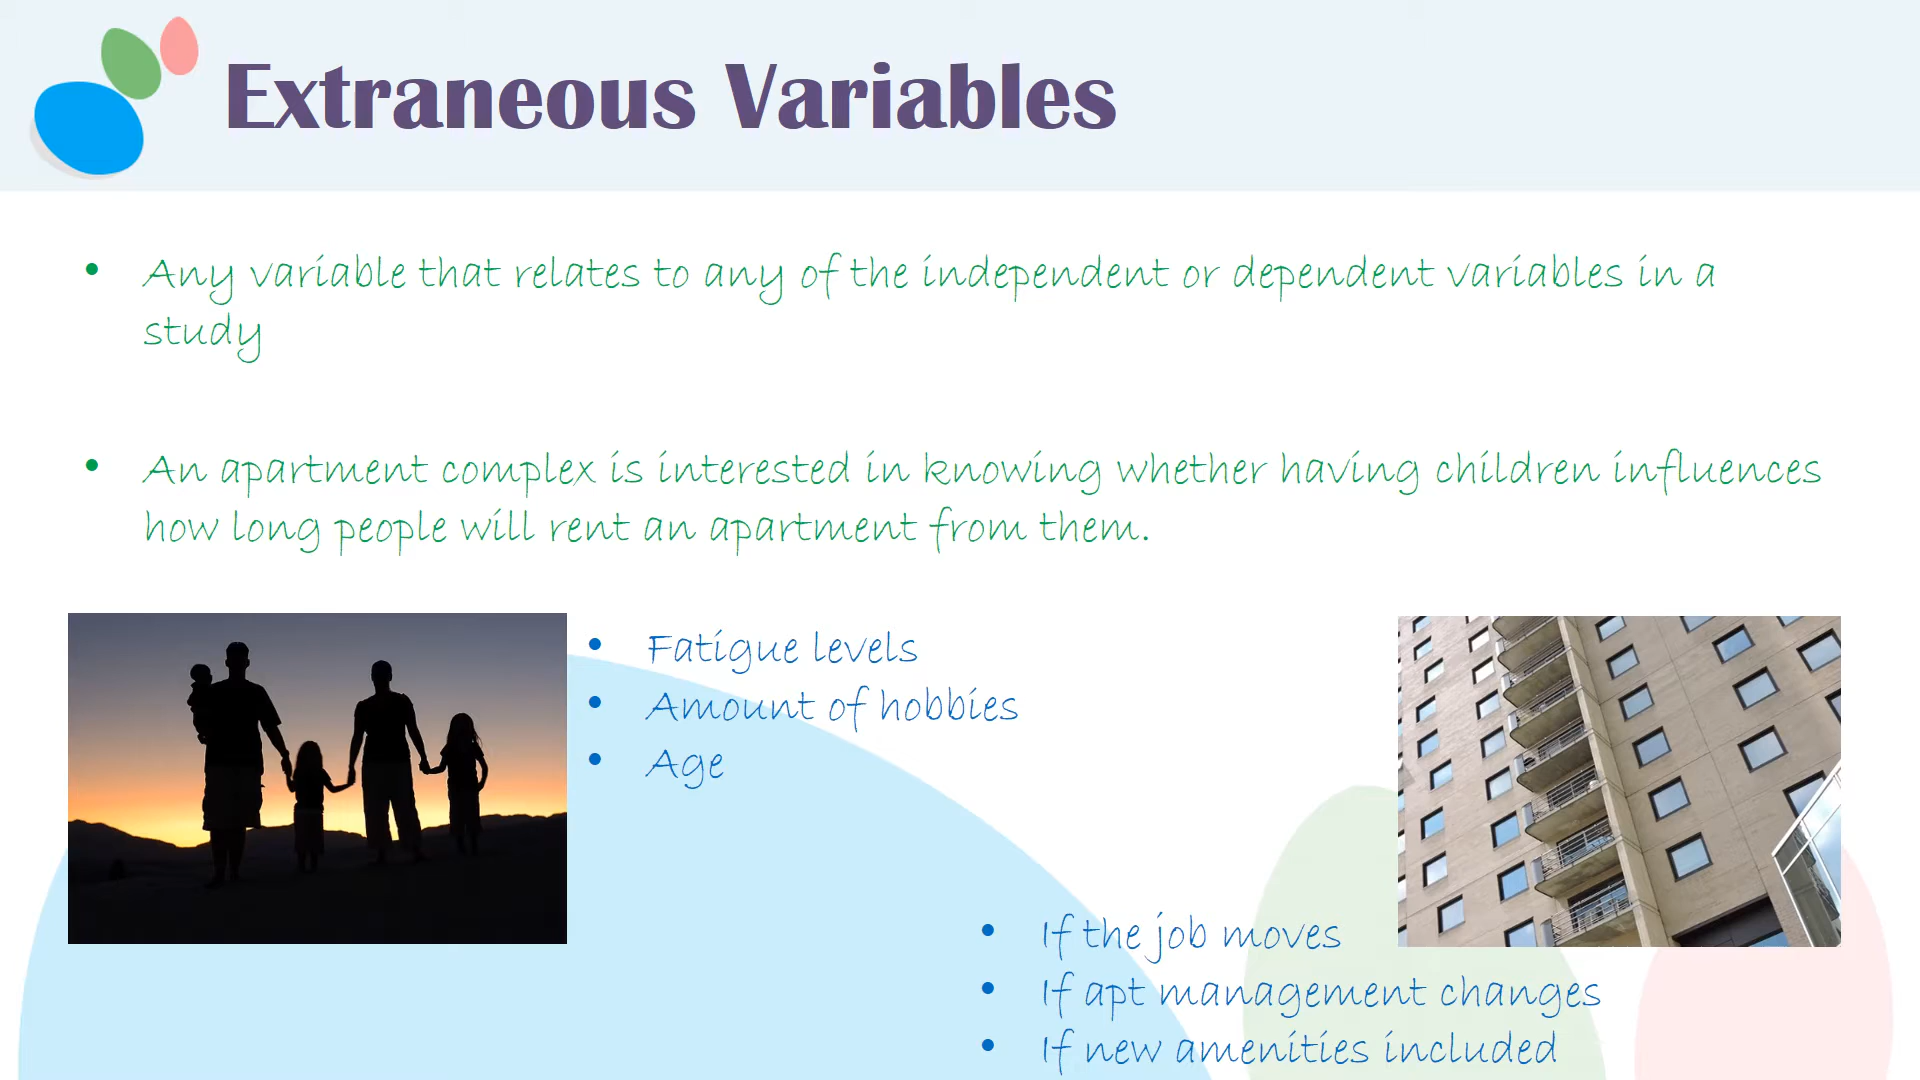 Extraneous Variables
• Any variable that relates to any of the independent or dependent variables in a
study
• An apartment complex is interested in knowing whether having children influences
how long people will rent an apartment from them.
• Fatigue levels
• Amount of hobbies
• Age
• If the job moves
• If apt management changes
• If new amenities included